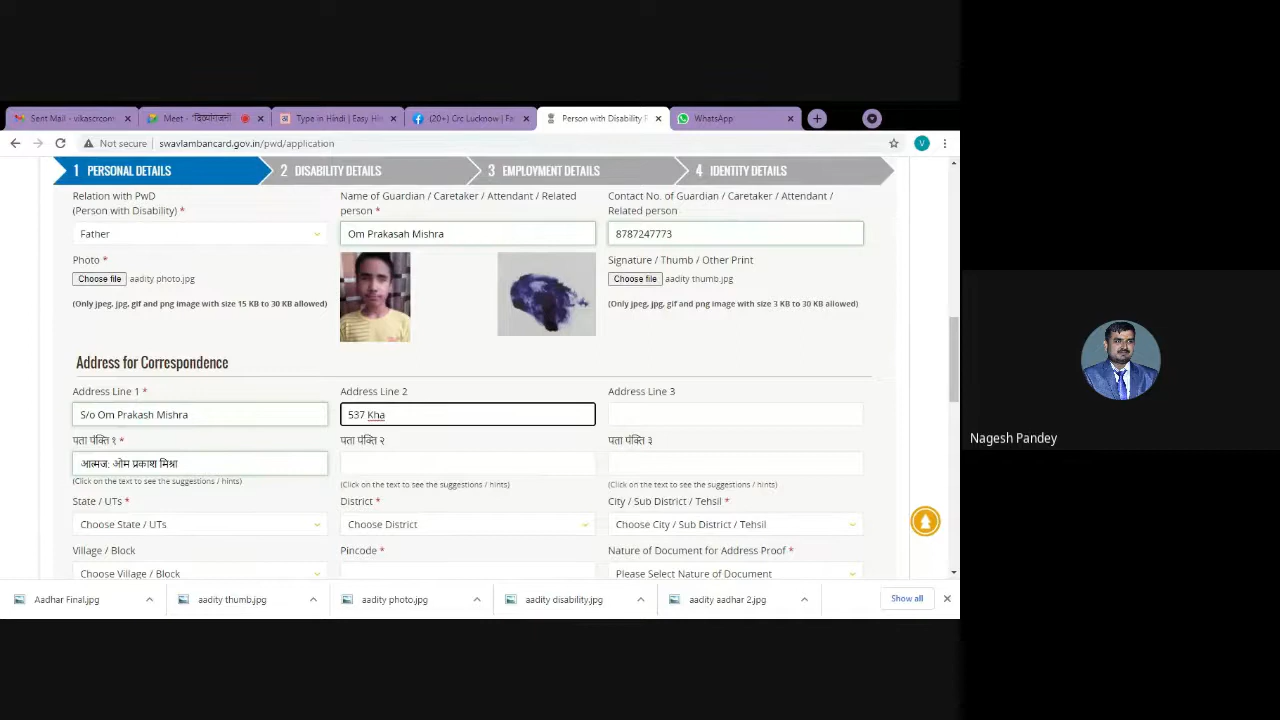 Sent Mail - vikascrcom
Meet - "दिव्यांगजनों
Type in Hindi | Easy Hin
(20+) Crc Lucknow | Fa
Person with Disability R
WhatsApp
Not secure | swavlambancard.gov.in/pwd/application
1 PERSONAL DETAILS
2 DISABILITY DETAILS
3 EMPLOYMENT DETAILS
4 IDENTITY DETAILS
Relation with PwD
(Person with Disability) *
Name of Guardian / Caretaker / Attendant / Related
person *
Contact No. of Guardian / Caretaker / Attendant /
Related person
Father
Om Prakasah Mishra
8787247773
Photo *
Signature / Thumb / Other Print
Choose file aadity photo.jpg
Choose file aadity thumb.jpg
(Only jpeg, jpg, gif and png image with size 15 KB to 30 KB allowed)
(Only jpeg, jpg, gif and png image with size 3 KB to 30 KB allowed)
Address for Correspondence
Address Line 1 *
Address Line 2
Address Line 3
S/o Om Prakash Mishra
537 Kha
पता पंक्ति १ *
पता पंक्ति २
पता पंक्ति ३
आत्मज: ओम प्रकाश मिश्रा
(Click on the text to see the suggestions / hints)
(Click on the text to see the suggestions / hints)
(Click on the text to see the suggestions / hints)
State / UTs *
District *
City / Sub District / Tehsil *
Choose State / UTs
Choose District
Choose City / Sub District / Tehsil
Village / Block
Pincode *
Nature of Document for Address Proof *
Choose Village / Block
Please Select Nature of Document
Aadhar Final.jpg
aadity thumb.jpg
aadity photo.jpg
aadity disability.jpg
aadity aadhar 2.jpg
Show all
V
Nagesh Pandey